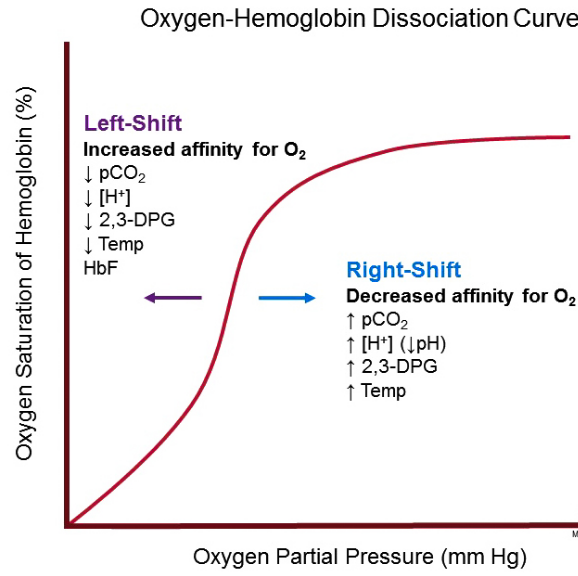 Oxygen-Hemoglobin Dissociation Curve
Oxygen Saturation of Hemoglobin (%)
Left-Shift
Increased affinity for O₂
↓ pCO₂
↓ [H⁺]
↓ 2,3-DPG
↓ Temp
HbF
Right-Shift
Decreased affinity for O₂
↑ pCO₂
↑ [H⁺] (↓pH)
↑ 2,3-DPG
↑ Temp
M
Oxygen Partial Pressure (mm Hg)